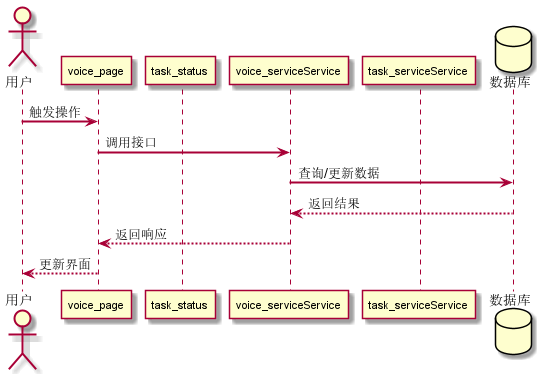 用户
voice_page
task_status
voice_serviceService
task_serviceService
数据库
触发操作
调用接口
查询/更新数据
返回结果
返回响应
更新界面
用户
voice_page
task_status
voice_serviceService
task_serviceService
数据库